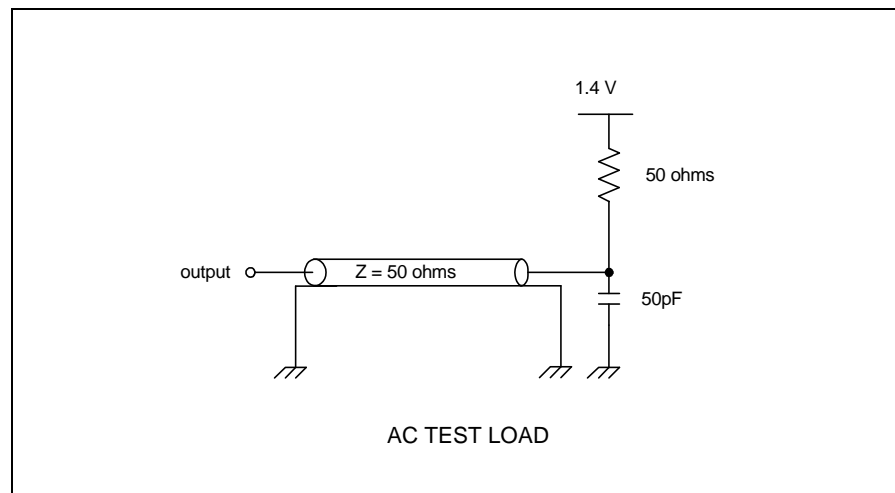 1.4 V
50 ohms
output
Z = 50 ohms
50pF
AC TEST LOAD